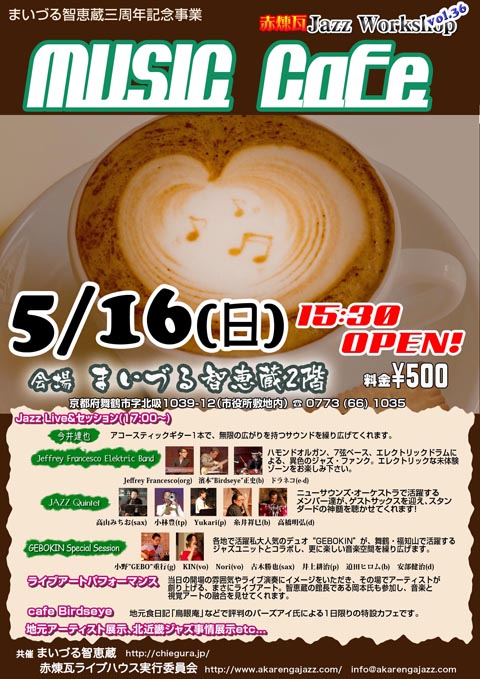 まいづる智恵蔵三周年記念事業
赤煉瓦 Jazz Workshop vol.36
MUSIC CaFe
5/16(日) 15:30 OPEN!
会場 まいづる智恵蔵2階 料金¥500
京都府舞鶴市字北吸1039-12(市役所敷地内) ☎ 0773 (66) 1035
Jazz Live&セッション(17:00~)
今井達也 アコースティックギター1本で、無限の広がりを持つサウンドを繰り広げてくれます。
Jeffrey Francesco Elektric Band
ハモンドオルガン、7弦ベース、エレクトリックドラムに
よる、異色のジャズ・ファンク。エレクトリックな未体験
ゾーンをお楽しみ下さい。
Jeffrey Francesco(org) 濱本"Birdseye"正史(b) ドラネコ(e-d)
JAZZ Quintet
ニューサウンズ・オーケストラで活躍する
メンバー達が、ゲストサックスを迎え、スタン
ダードの神髄を聴かせてくれます!
高山みちお(sax) 小林豊(tp) Yukari(p) 糸井祥己(b) 高橋明弘(d)
GEBOKIN Special Session
各地で活躍し大人気のデュオ "GEBOKIN" が、舞鶴・福知山で活躍する
ジャズユニットとコラボし、更に楽しい音楽空間を繰り広げます。
小野"GEBO"重行(g) KIN(vo) Nori(vo) 古木勝也(sax) 井上耕治(p) 迫田ヒロム(b) 安部健治(d)
ライブアートパフォーマンス
当日の開場の雰囲気やライブ演奏にイメージをいただき、その場でアーティストが
創り上げる、まさにライブアート。智恵蔵の館長である岡本氏も参加し、音楽と
視覚アートの融合を見せてくれます。
cafe Birdseye 地元食日記「鳥眼庵」などで評判のバーズアイ氏による1日限りの特設カフェです。
地元アーティスト展示、北近畿ジャズ事情展示etc...
共催 まいづる智恵蔵 http://chiegura.jp/
赤煉瓦ライブハウス実行委員会 http://www.akarengajazz.com/ info@akarengajazz.com